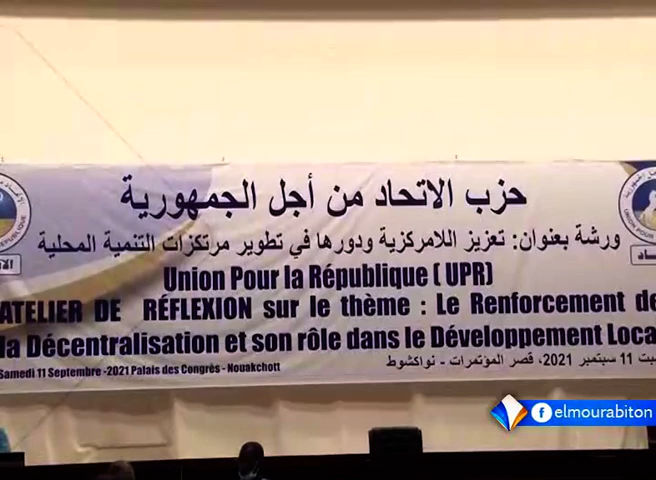 حزب الاتحاد من أجل الجمهورية
ورشة بعنوان: تعزيز اللامركزية ودورها في تطوير مرتكزات التنمية المحلية
Union Pour la République ( UPR)
ATELIER DE RÉFLEXION sur le thème : Le Renforcement de
la Décentralisation et son rôle dans le Développement Loca
Samedi 11 Septembre -2021 Palais des Congrès - Nouakchott
بت 11 سبتمبر 2021، قصر المؤتمرات - نواكشوط
elmourabiton